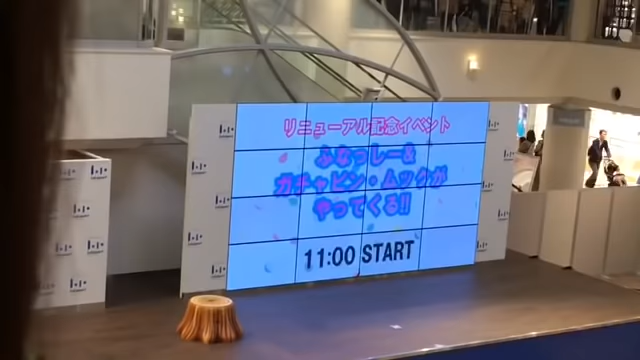 リニューアル記念イベント
ふなっしー&
ガチャピン・ムックが
やってくる!!
11:00 START